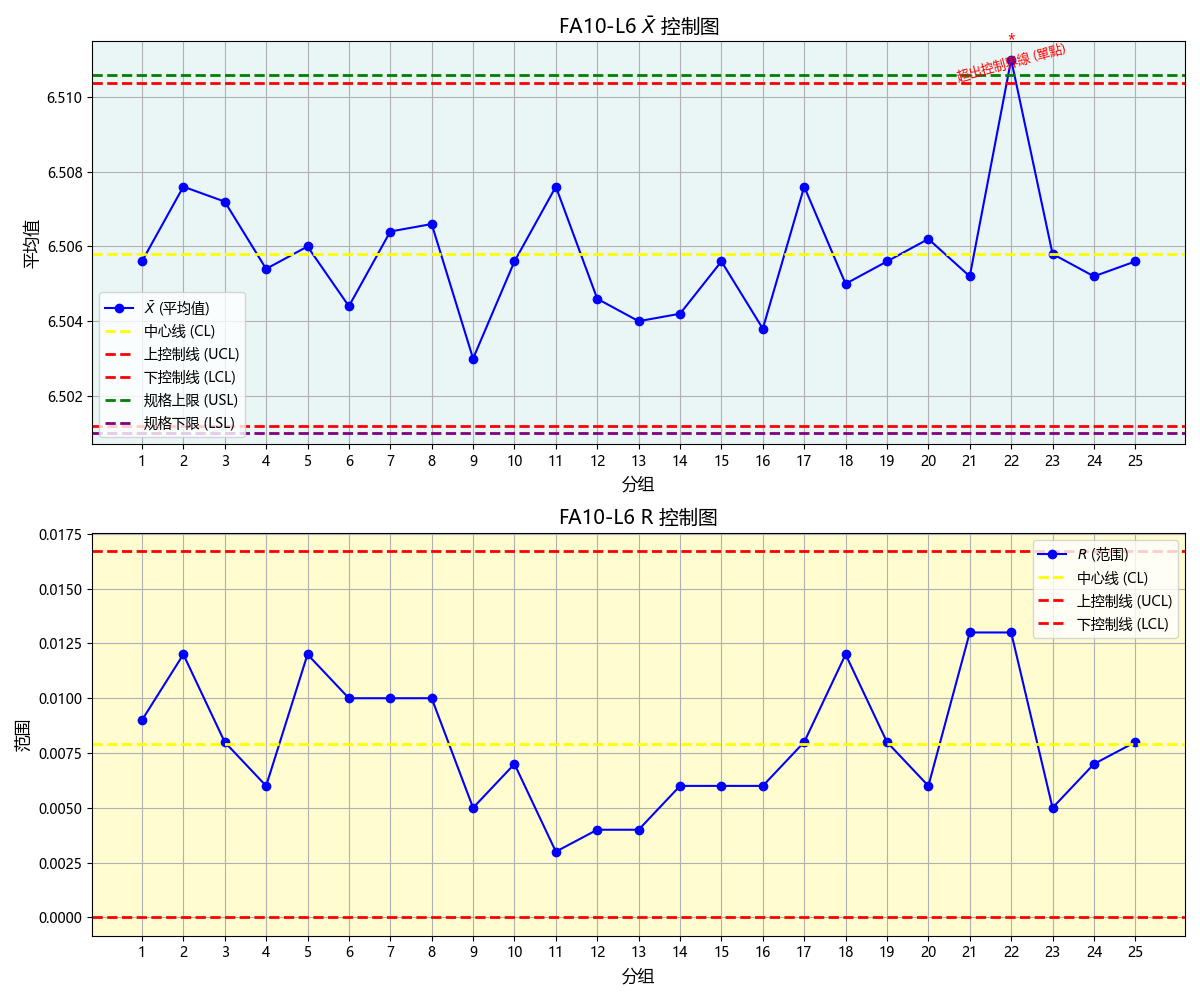 FA10-L6 X̄ 控制图
*
超出控制界線 (單點)
6.510
6.508
6.506
6.504
6.502
平均值
X̄ (平均值)
中心线 (CL)
上控制线 (UCL)
下控制线 (LCL)
规格上限 (USL)
规格下限 (LSL)
1 2 3 4 5 6 7 8 9 10 11 12 13 14 15 16 17 18 19 20 21 22 23 24 25
分组
FA10-L6 R 控制图
0.0175
0.0150
0.0125
0.0100
0.0075
0.0050
0.0025
0.0000
范围
R (范围)
中心线 (CL)
上控制线 (UCL)
下控制线 (LCL)
1 2 3 4 5 6 7 8 9 10 11 12 13 14 15 16 17 18 19 20 21 22 23 24 25
分组